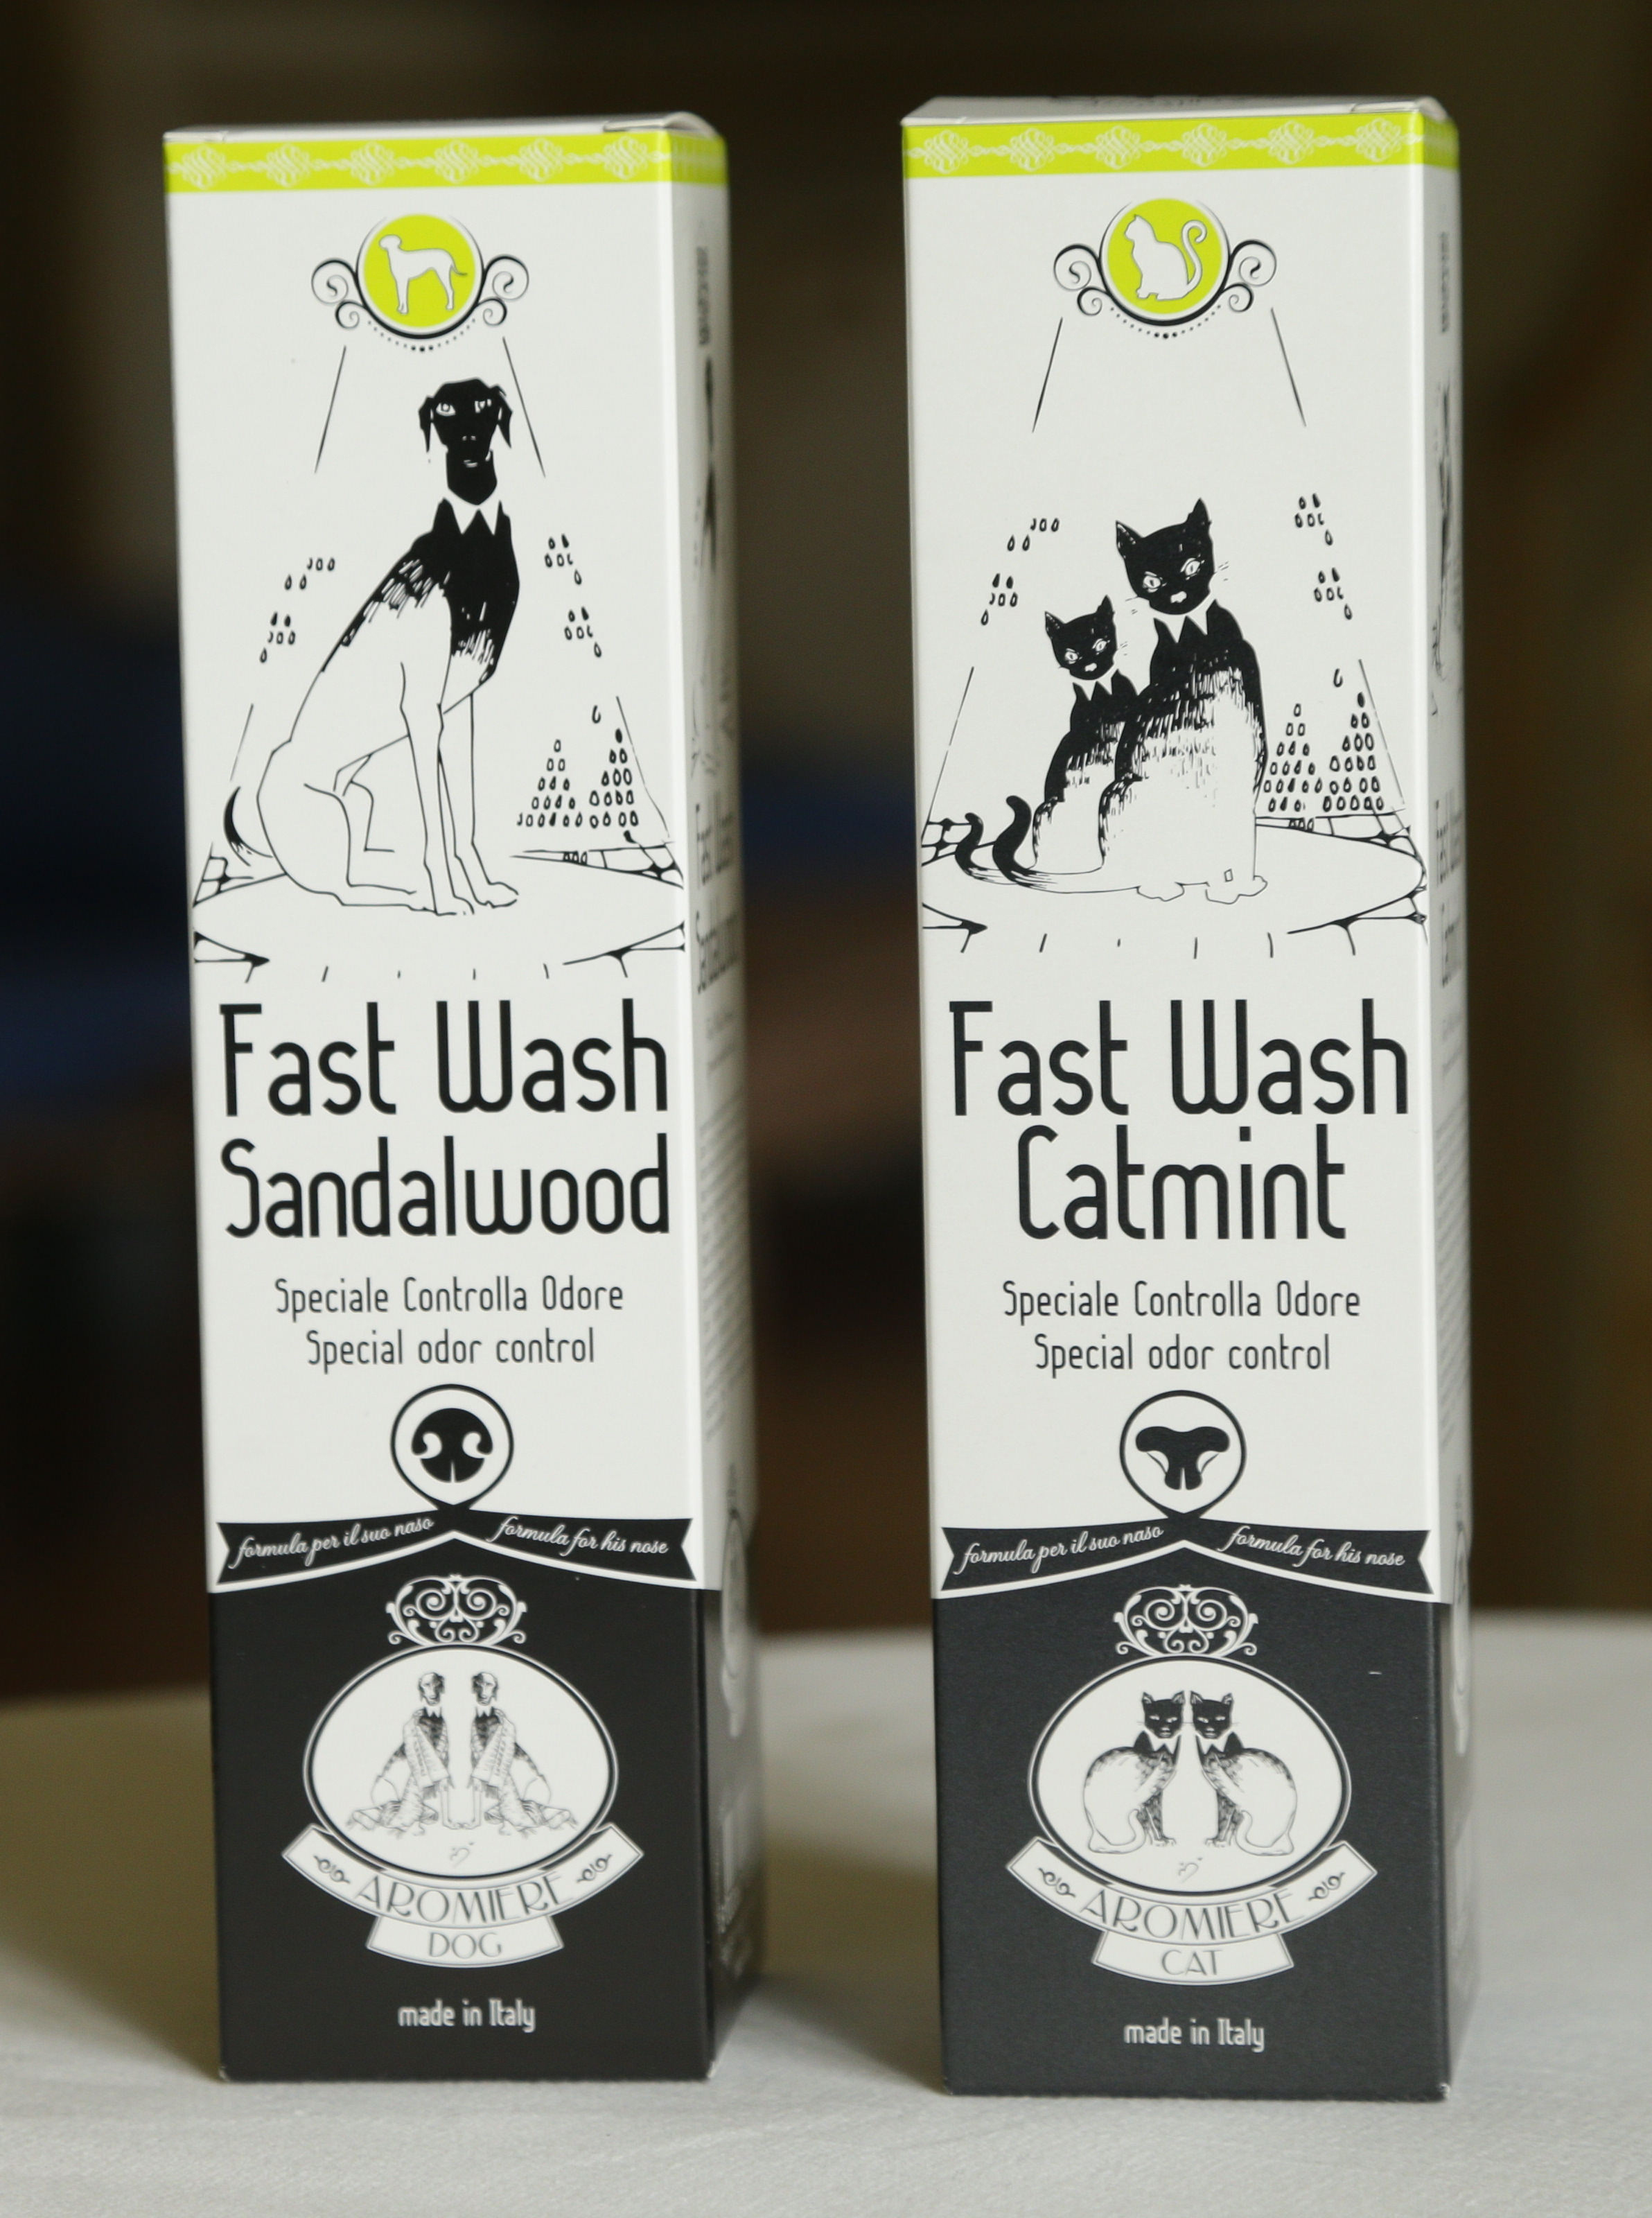 Fast Wash
Sandalwood
Speciale Controlla Odore
Special odor control
formula per il suo naso
formula for his nose
AROMIERE
DOG
made in Italy
Fast Wash
Catmint
Speciale Controlla Odore
Special odor control
formula per il suo naso
formula for his nose
AROMIERE
CAT
made in Italy